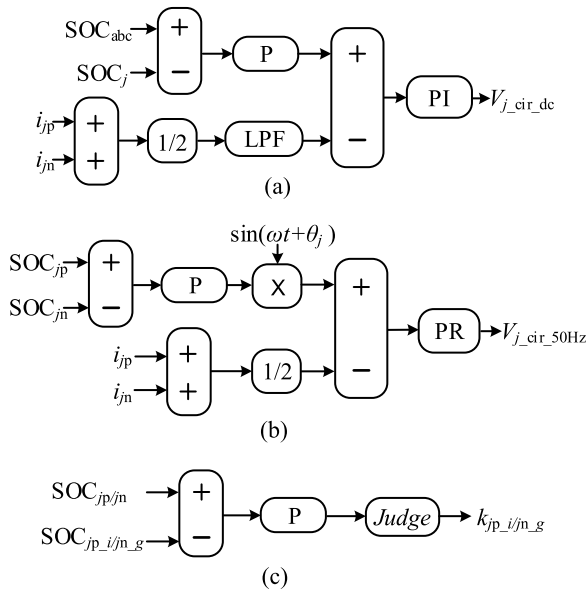 SOC_abc + P + PI V_j_cir_dc
SOC_j −
i_jp + 1/2 LPF −
i_jn +
(a)
sin(ωt+θ_j)
SOC_jp + P X + PR V_j_cir_50Hz
SOC_jn −
i_jp + 1/2 −
i_jn +
(b)
SOC_jp/jn + P Judge k_jp_i/jn_g
SOC_jp_i/jn_g −
(c)